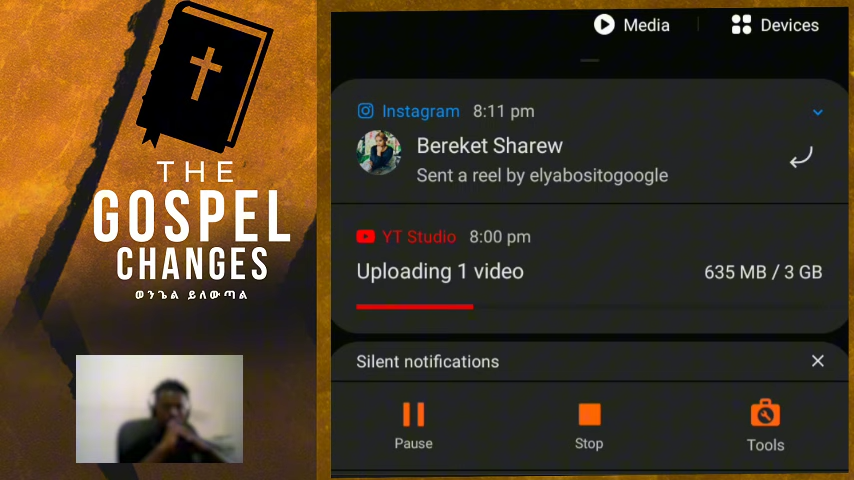 THE
GOSPEL
CHANGES
ወንጌል ይለውጣል
Media
Devices
Instagram 8:11 pm
Bereket Sharew
Sent a reel by elyabositogoogle
YT Studio 8:00 pm
Uploading 1 video 635 MB / 3 GB
Silent notifications
Pause
Stop
Tools